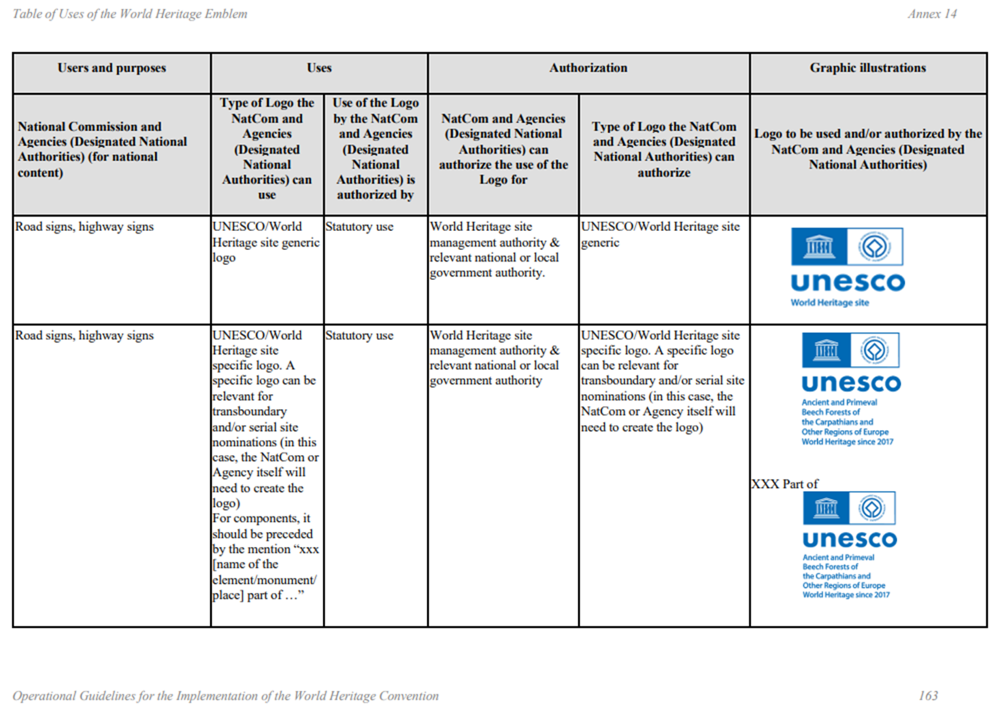 Table of Uses of the World Heritage Emblem
Annex 14
Users and purposes
Uses
Authorization
Graphic illustrations
National Commission and
Agencies (Designated National
Authorities) (for national
content)
Type of Logo the
NatCom and
Agencies
(Designated
National
Authorities) can
use
Use of the Logo
by the NatCom
and Agencies
(Designated
National
Authorities) is
authorized by
NatCom and Agencies
(Designated National
Authorities) can
authorize the use of the
Logo for
Type of Logo the NatCom
and Agencies (Designated
National Authorities) can
authorize
Logo to be used and/or authorized by the
NatCom and Agencies (Designated
National Authorities)
Road signs, highway signs
UNESCO/World
Heritage site generic
logo
Statutory use
World Heritage site
management authority &
relevant national or local
government authority.
UNESCO/World Heritage site
generic
unesco
World Heritage site
Road signs, highway signs
UNESCO/World
Heritage site
specific logo. A
specific logo can be
relevant for
transboundary
and/or serial site
nominations (in this
case, the NatCom or
Agency itself will
need to create the
logo)
For components, it
should be preceded
by the mention “xxx
[name of the
element/monument/
place] part of …”
Statutory use
World Heritage site
management authority &
relevant national or local
government authority
UNESCO/World Heritage site
specific logo. A specific logo
can be relevant for
transboundary and/or serial site
nominations (in this case, the
NatCom or Agency itself will
need to create the logo)
unesco
Ancient and Primeval
Beech Forests of
the Carpathians and
Other Regions of Europe
World Heritage since 2017
XXX Part of
unesco
Ancient and Primeval
Beech Forests of
the Carpathians and
Other Regions of Europe
World Heritage since 2017
Operational Guidelines for the Implementation of the World Heritage Convention
163